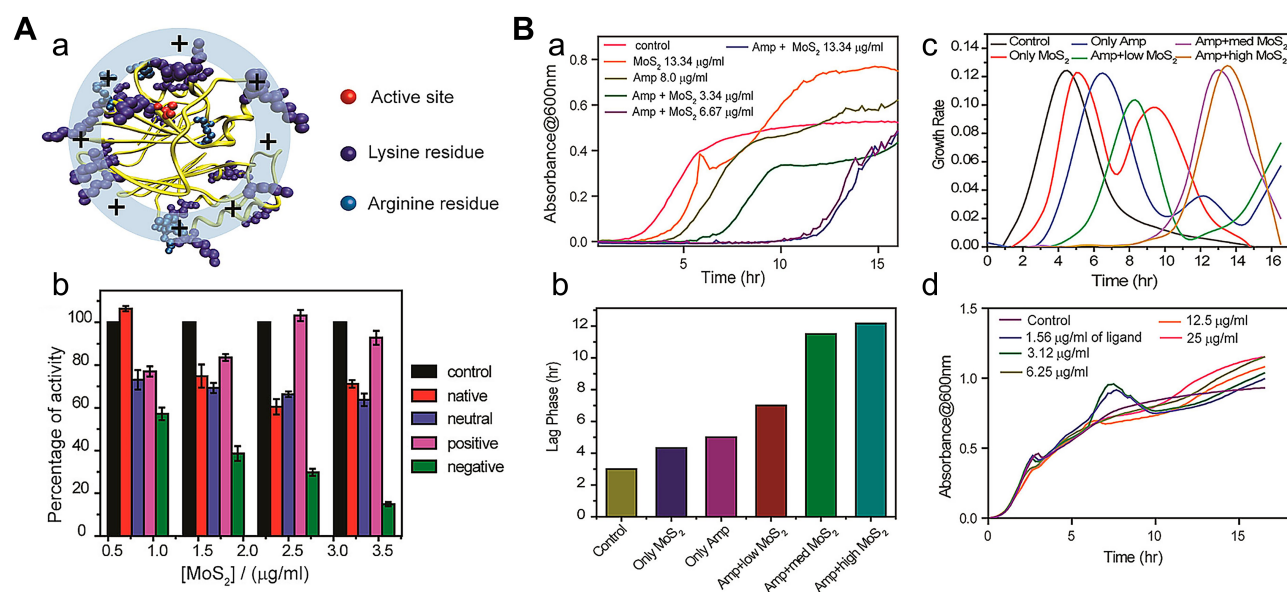 A
a
+ + + + + + +
Active site
Lysine residue
Arginine residue
b
Percentage of activity
100
80
60
40
20
0
0.5 1.0 1.5 2.0 2.5 3.0 3.5
[MoS2] / (µg/ml)
control
native
neutral
positive
negative
B
a
Absorbance@600nm
0.8
0.6
0.4
0.2
0.0
5 10 15
Time (hr)
control
MoS2 13.34 µg/ml
Amp 8.0 µg/ml
Amp + MoS2 3.34 µg/ml
Amp + MoS2 6.67 µg/ml
Amp + MoS2 13.34 µg/ml
b
Lag Phase (hr)
12
10
8
6
4
2
0
Control
Only MoS2
Only Amp
Amp+low MoS2
Amp+med MoS2
Amp+high MoS2
c
Growth Rate
0.14
0.12
0.10
0.08
0.06
0.04
0.02
0.00
0 2 4 6 8 10 12 14 16
Time (hr)
Control
Only MoS2
Only Amp
Amp+low MoS2
Amp+med MoS2
Amp+high MoS2
d
Absorbance@600nm
1.5
1.0
0.5
0.0
0 5 10 15
Time (hr)
Control
1.56 µg/ml of ligand
3.12 µg/ml
6.25 µg/ml
12.5 µg/ml
25 µg/ml